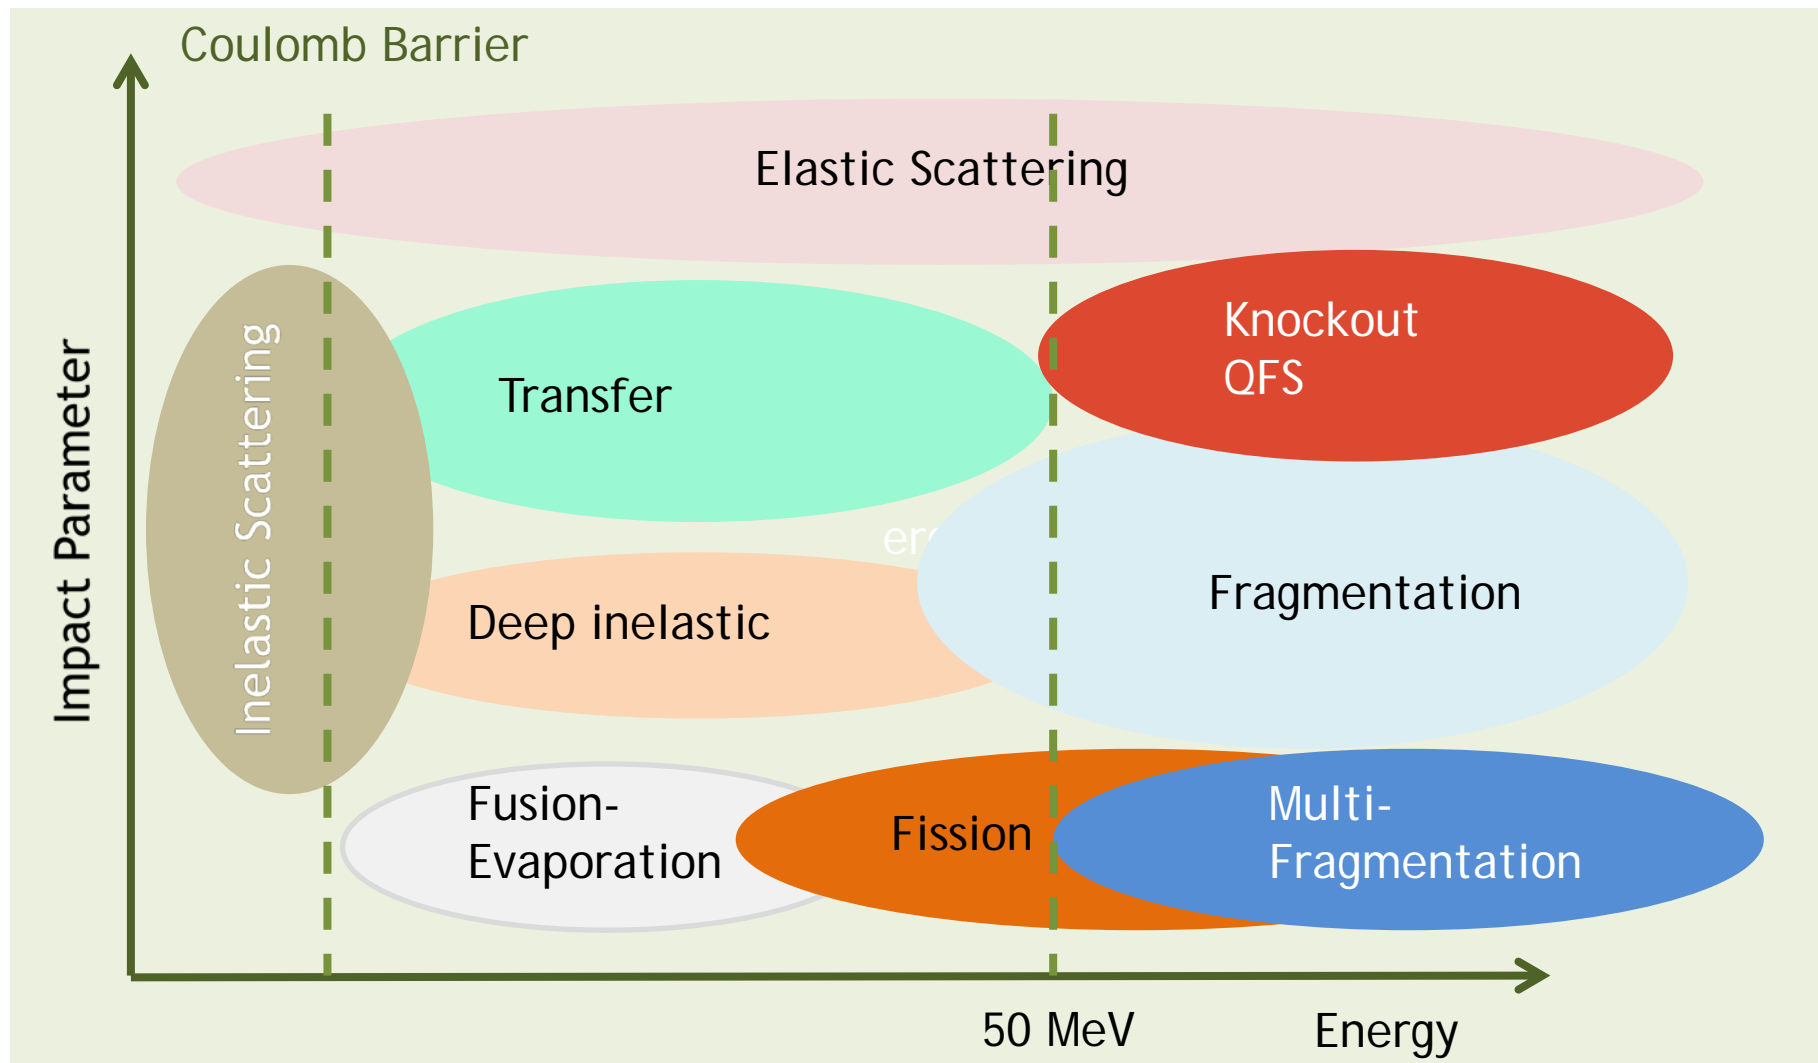 Coulomb Barrier
Elastic Scattering
Knockout
QFS
Transfer
Inelastic Scattering
Impact Parameter
Deep inelastic
Fragmentation
Fusion-
Evaporation
Fission
Multi-
Fragmentation
50 MeV
Energy